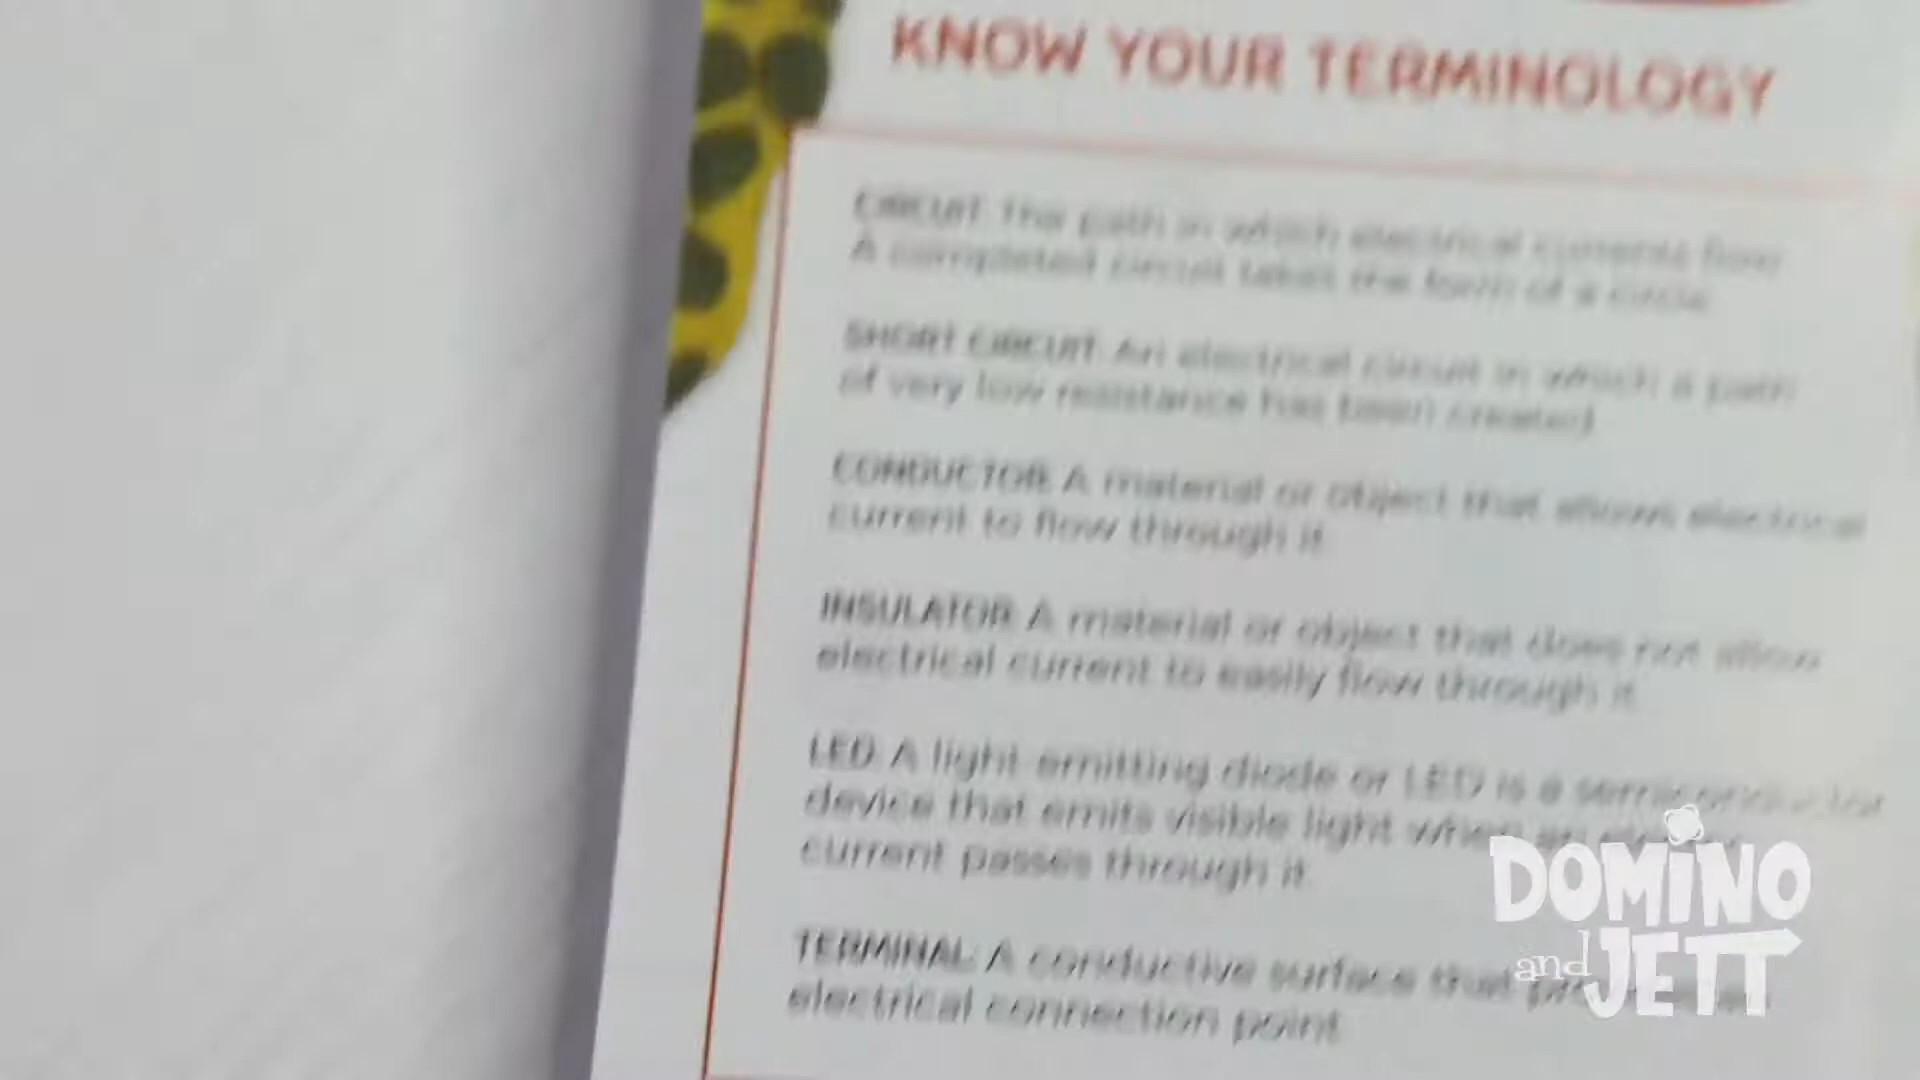 KNOW YOUR TERMINOLOGY
CIRCUIT: The path in which electrical currents flow.
A completed circuit takes the form of a circle.
SHORT CIRCUIT: An electrical circuit in which a path
of very low resistance has been created.
CONDUCTOR: A material or object that allows electrical
current to flow through it.
INSULATOR: A material or object that does not allow
electrical current to easily flow through it.
LED: A light-emitting diode or LED is a semiconductor
device that emits visible light when an
current passes through it.
TERMINAL: A conductive surface that
electrical connection point.
DOMINO
and JETT